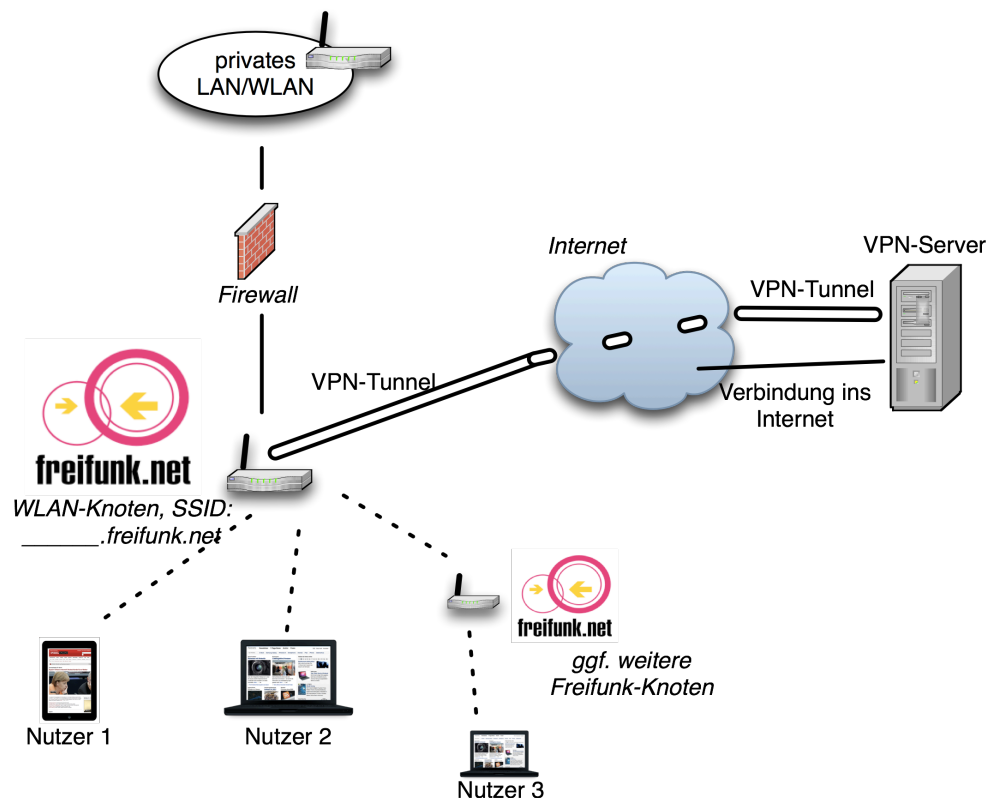 privates
LAN/WLAN
Firewall
Internet
VPN-Server
VPN-Tunnel
VPN-Tunnel
Verbindung ins
Internet
freifunk.net
WLAN-Knoten, SSID:
_______.freifunk.net
freifunk.net
ggf. weitere
Freifunk-Knoten
Nutzer 1
Nutzer 2
Nutzer 3